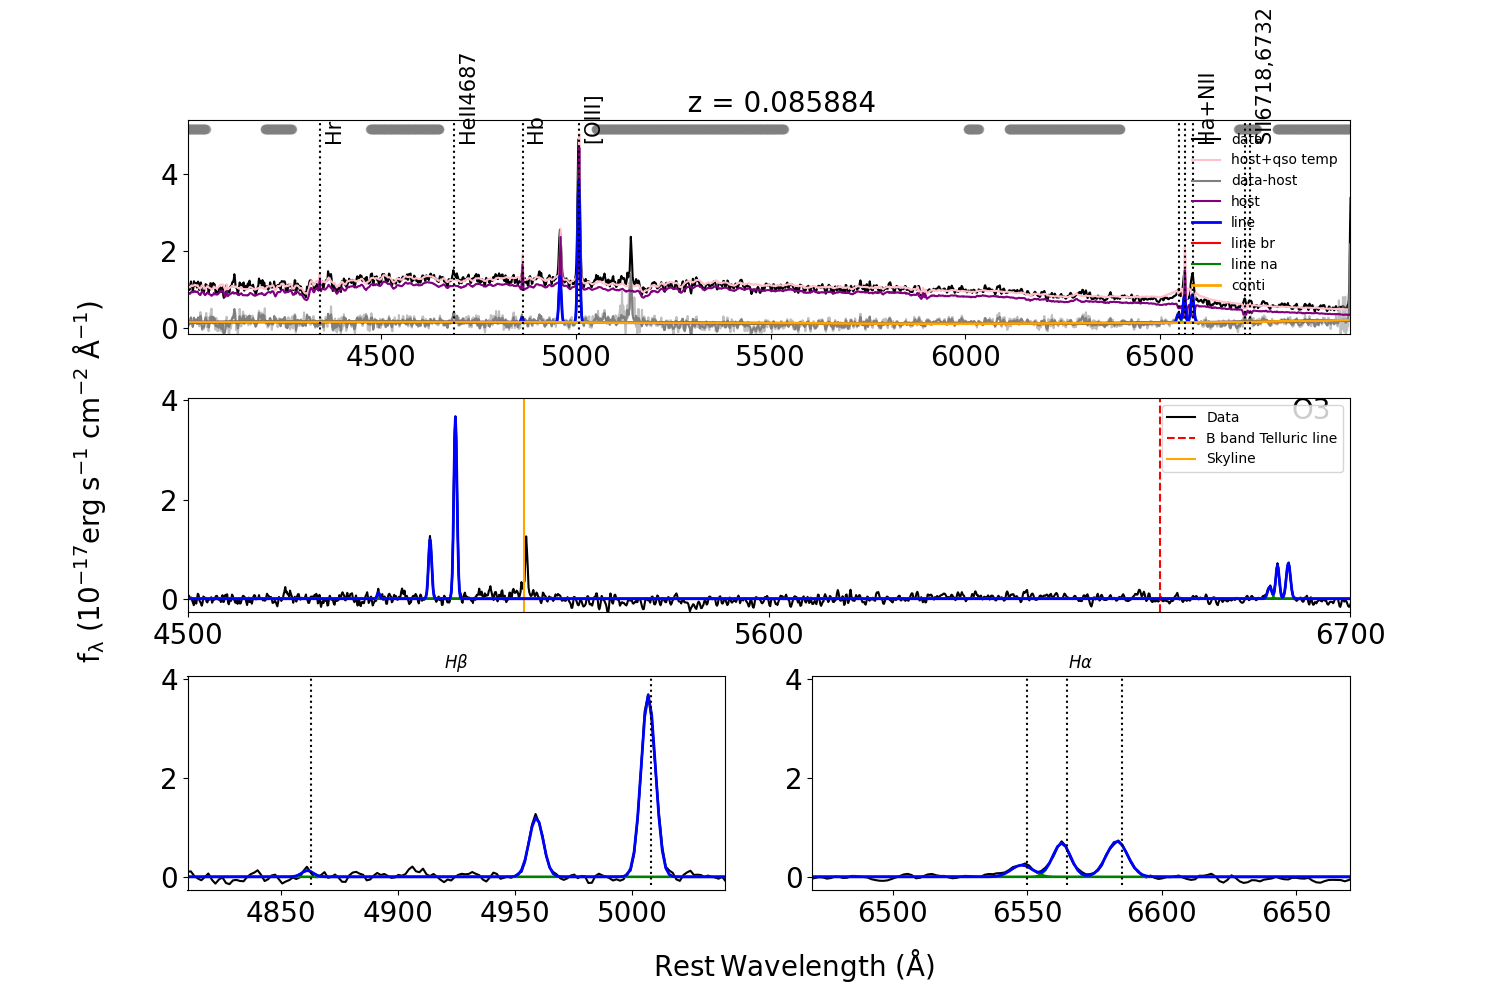 z = 0.085884
Hr
HeII4687
Hb
[OIII]
Ha+NII
SII6718,6732
data
host+qso temp
data-host
host
line
line br
line na
conti
4
2
0
4500
5000
5500
6000
6500
f_λ (10^{−17}erg s^{−1} cm^{−2} Å^{−1})
O3
Data
B band Telluric line
Skyline
4
2
0
4500
5600
6700
Hβ
4
2
0
4850
4900
4950
5000
Hα
4
2
0
6500
6550
6600
6650
Rest Wavelength (Å)